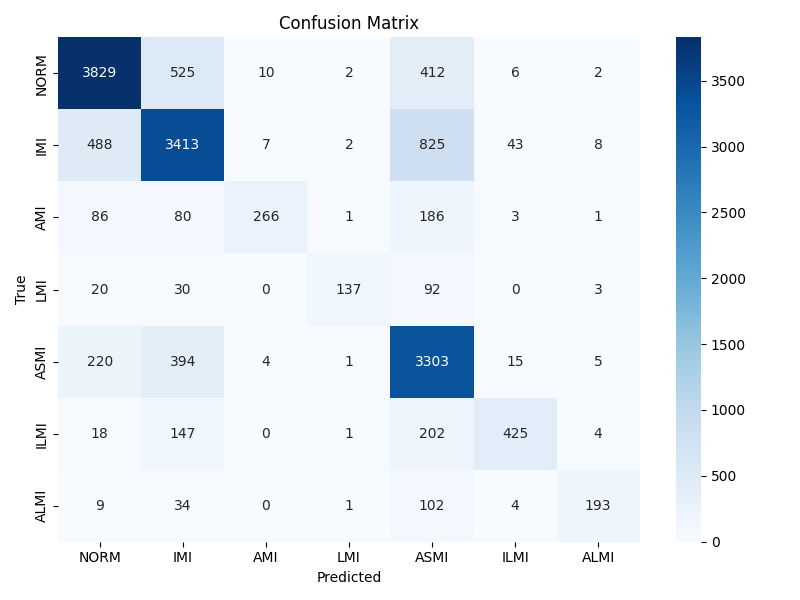 Confusion Matrix
NORM 3829 525 10 2 412 6 2
IMI 488 3413 7 2 825 43 8
AMI 86 80 266 1 186 3 1
LMI 20 30 0 137 92 0 3
ASMI 220 394 4 1 3303 15 5
ILMI 18 147 0 1 202 425 4
ALMI 9 34 0 1 102 4 193
NORM IMI AMI LMI ASMI ILMI ALMI
Predicted
True
3500
3000
2500
2000
1500
1000
500
0